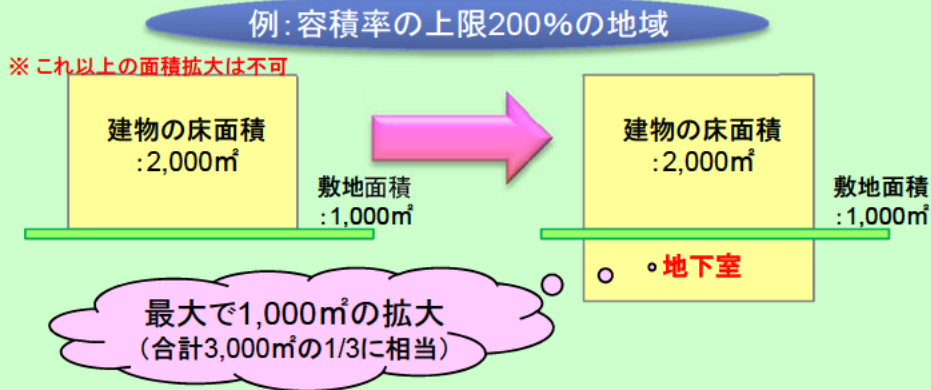 例：容積率の上限200％の地域
※ これ以上の面積拡大は不可
建物の床面積
：2,000㎡
敷地面積
：1,000㎡
建物の床面積
：2,000㎡
敷地面積
：1,000㎡
地下室
最大で1,000㎡の拡大
（合計3,000㎡の1/3に相当）